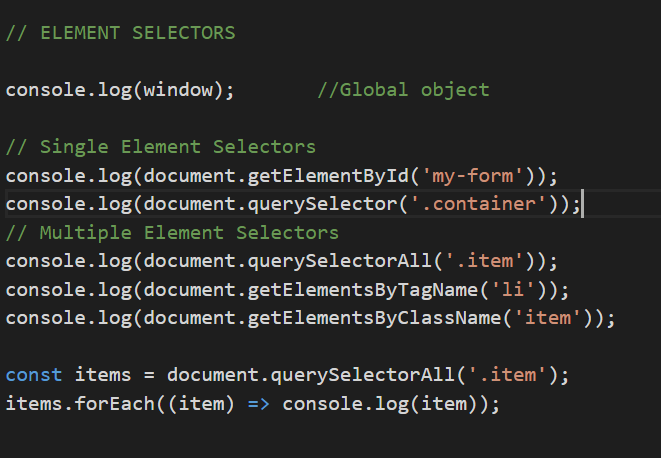 // ELEMENT SELECTORS
console.log(window);       //Global object
// Single Element Selectors
console.log(document.getElementById('my-form'));
console.log(document.querySelector('.container'));
// Multiple Element Selectors
console.log(document.querySelectorAll('.item'));
console.log(document.getElementsByTagName('li'));
console.log(document.getElementsByClassName('item'));
const items = document.querySelectorAll('.item');
items.forEach((item) => console.log(item));